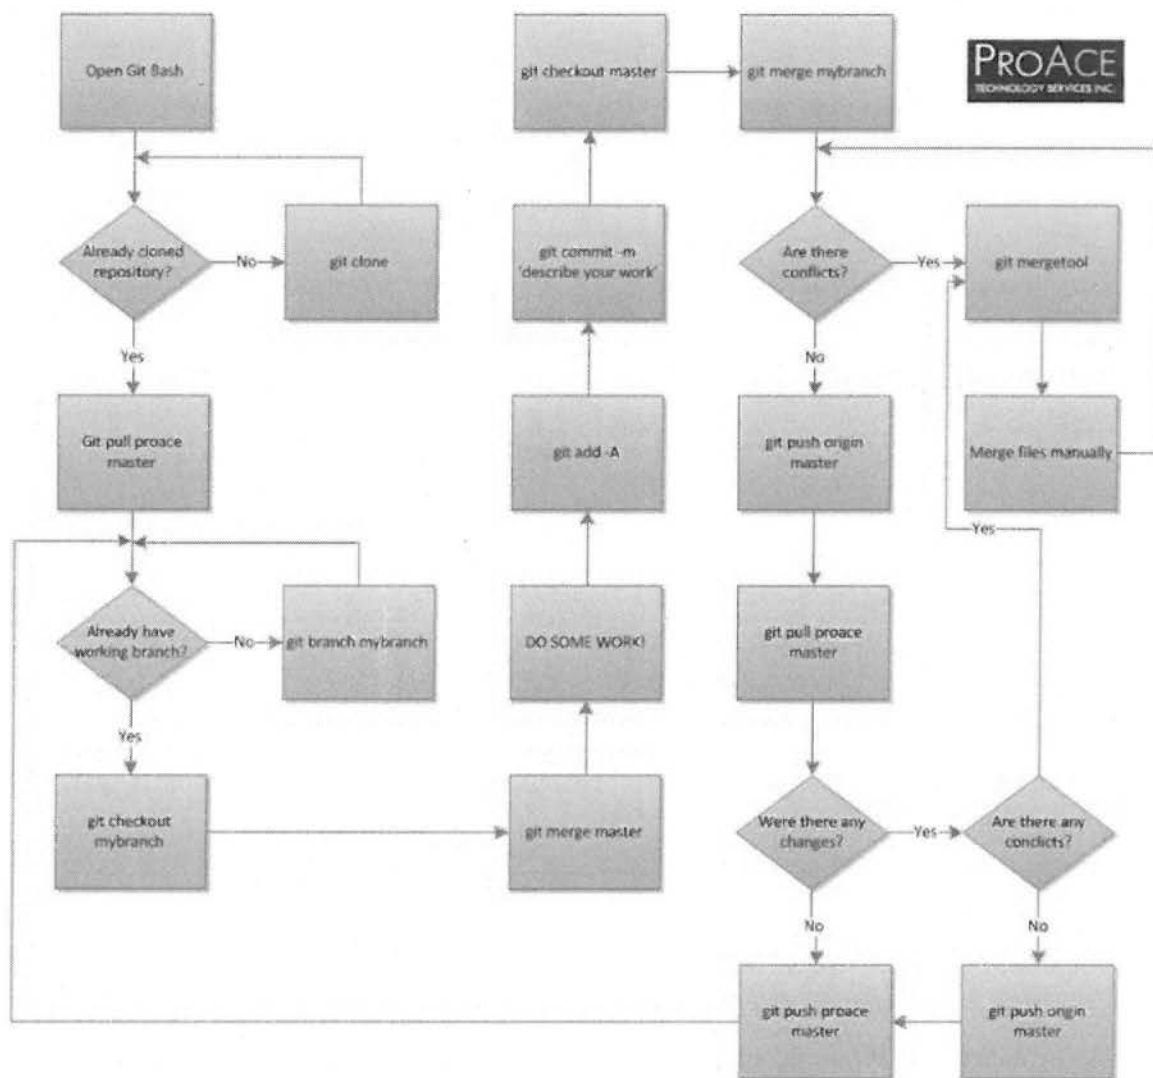 Open Git Bash
Already cloned
repository?
No
git clone
Yes
Git pull proace
master
Already have
working branch?
No
git branch mybranch
Yes
git checkout
mybranch
git merge master
DO SOME WORK!
git add -A
git commit -m
'describe your work'
git checkout master
git merge mybranch
PROACE
TECHNOLOGY SERVICES INC.
Are there
conflicts?
Yes
git mergetool
No
Merge files manually
git push origin
master
Yes
git pull proace
master
Were there any
changes?
Yes
Are there any
conclicts?
No
No
git push proace
master
git push origin
master